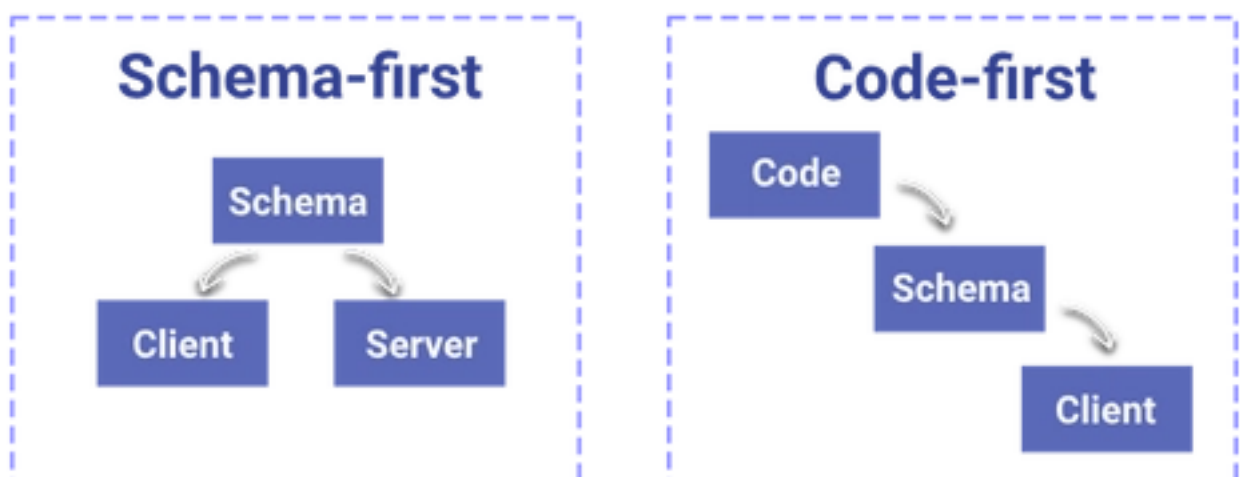 Schema-first
Schema
Client
Server
Code-first
Code
Schema
Client